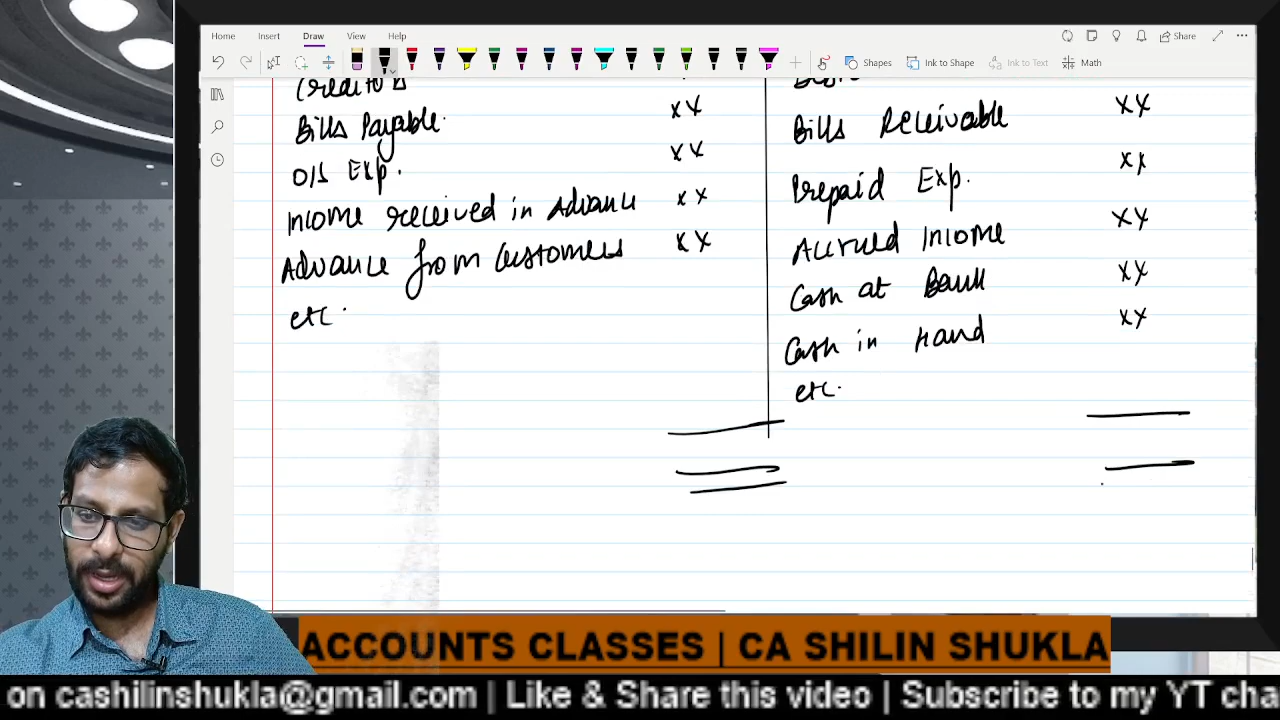 Home Insert Draw View Help
Share
Shapes Ink to Shape Ink to Text Math
Creditors
Bills Payable xx
O/s Exp. xx
Income received in Advance xx
Advance from Customers xx
etc.
Bills Receivable xx
Prepaid Exp. xx
Accrued Income xx
Cash at Bank xx
Cash in Hand xx
etc.
ACCOUNTS CLASSES | CA SHILIN SHUKLA
on cashilinshukla@gmail.com | Like & Share this video | Subscribe to my YT cha